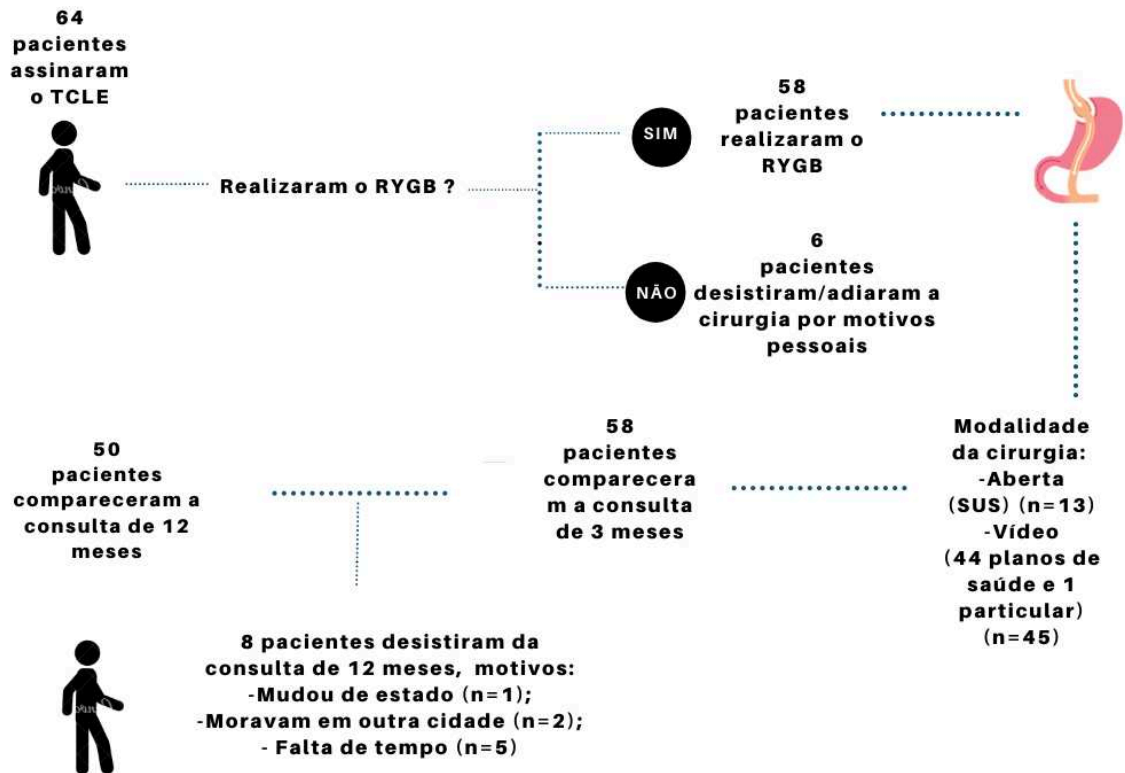 64
pacientes
assinaram
o TCLE
Realizaram o RYGB ?
SIM
58
pacientes
realizaram o
RYGB
NÃO
6
pacientes
desistiram/adiaram a
cirurgia por motivos
pessoais
Modalidade
da cirurgia:
-Aberta
(SUS) (n=13)
-Vídeo
(44 planos de
saúde e 1
particular)
(n=45)
58
pacientes
comparecera
m a consulta
de 3 meses
50
pacientes
compareceram a
consulta de 12
meses
8 pacientes desistiram da
consulta de 12 meses, motivos:
-Mudou de estado (n=1);
-Moravam em outra cidade (n=2);
- Falta de tempo (n=5)